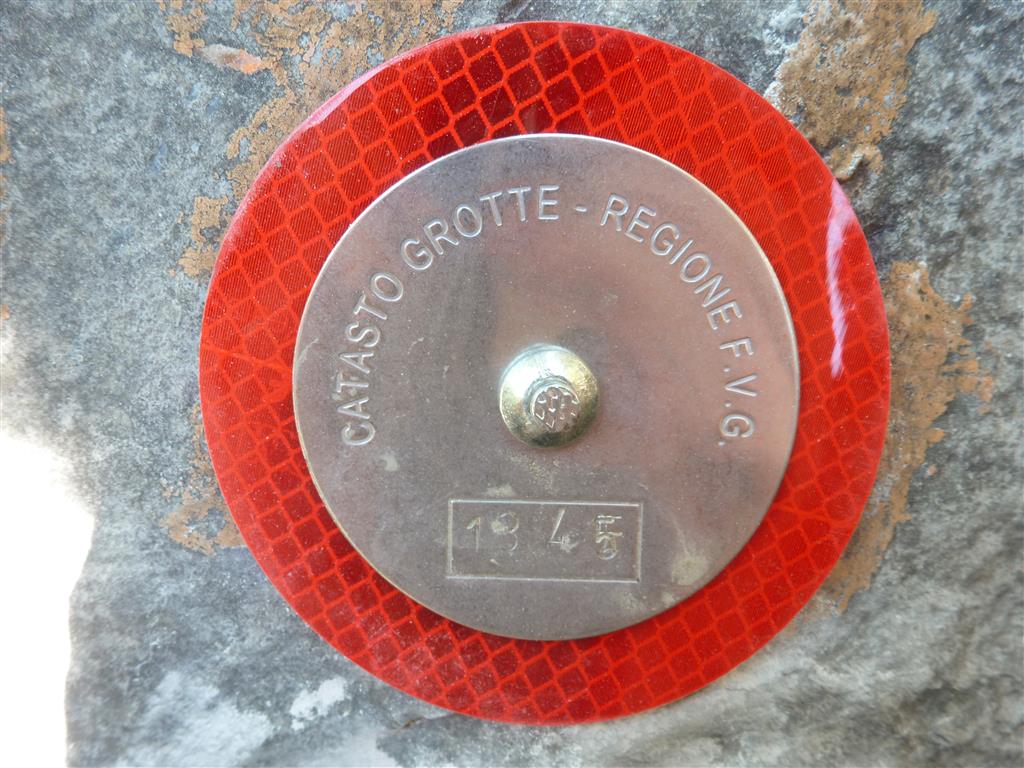 CATASTO GROTTE - REGIONE F.V.G.
1345